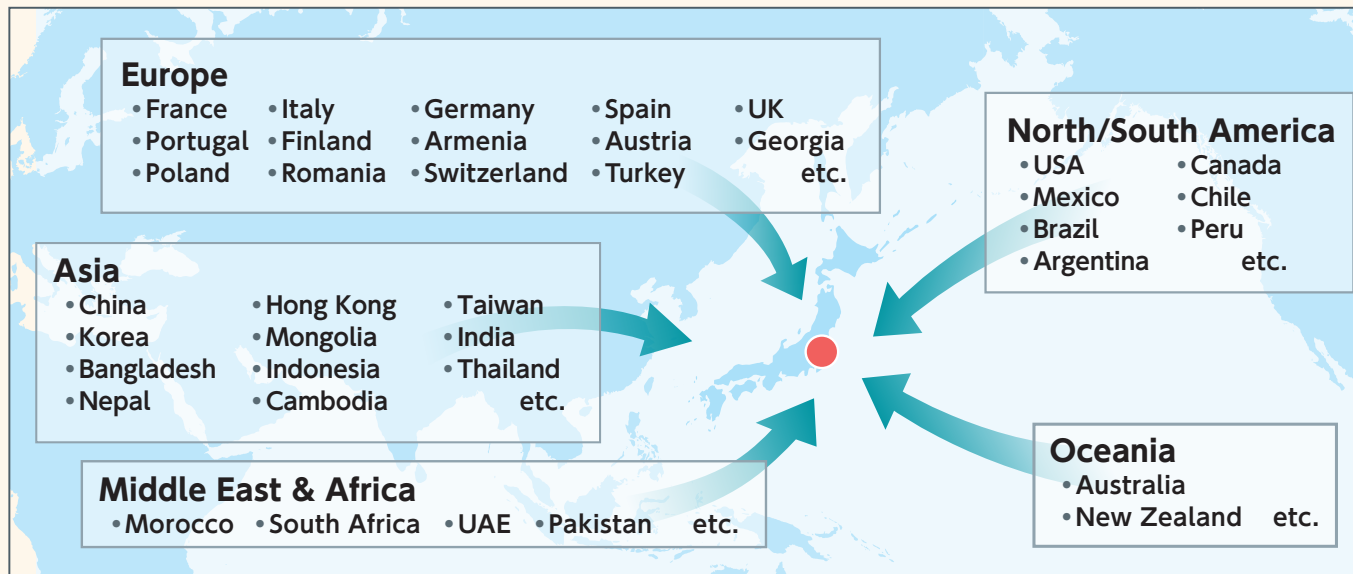 Europe
•France •Italy •Germany •Spain •UK
•Portugal •Finland •Armenia •Austria •Georgia
•Poland •Romania •Switzerland •Turkey etc.
North/South America
•USA •Canada
•Mexico •Chile
•Brazil •Peru
•Argentina etc.
Asia
•China •Hong Kong •Taiwan
•Korea •Mongolia •India
•Bangladesh •Indonesia •Thailand
•Nepal •Cambodia etc.
Middle East & Africa
•Morocco •South Africa •UAE •Pakistan etc.
Oceania
•Australia
•New Zealand etc.